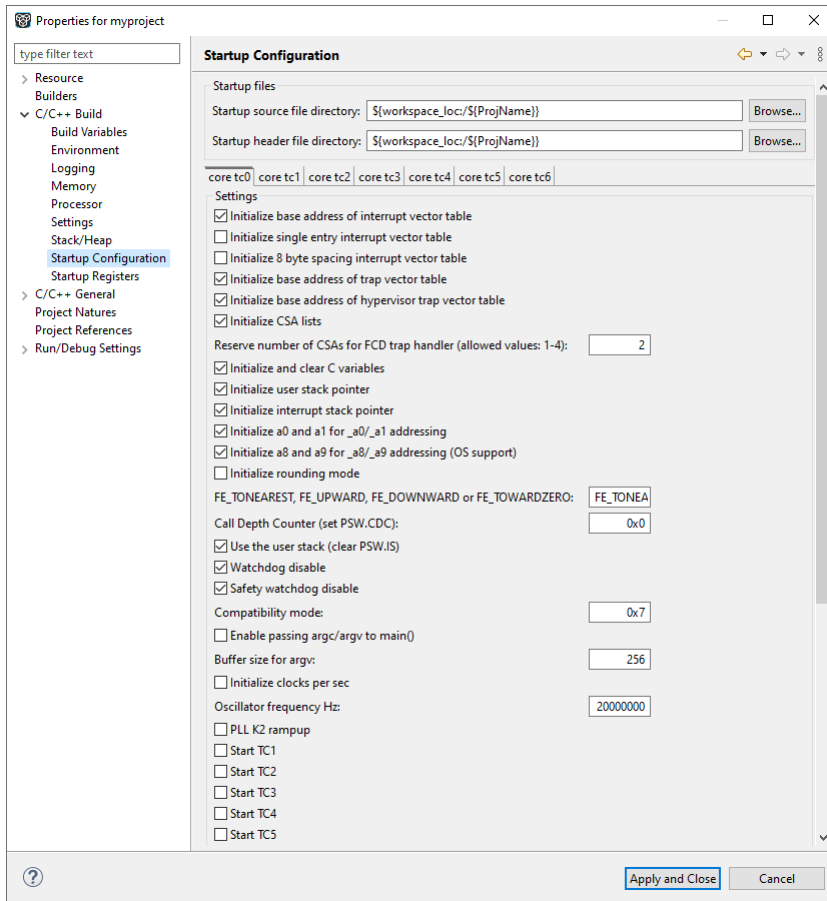 Properties for myproject
type filter text
Resource
Builders
C/C++ Build
Build Variables
Environment
Logging
Memory
Processor
Settings
Stack/Heap
Startup Configuration
Startup Registers
C/C++ General
Project Natures
Project References
Run/Debug Settings
Startup Configuration
Startup files
Startup source file directory: ${workspace_loc:/${ProjName}} Browse...
Startup header file directory: ${workspace_loc:/${ProjName}} Browse...
core tc0 core tc1 core tc2 core tc3 core tc4 core tc5 core tc6
Settings
Initialize base address of interrupt vector table
Initialize single entry interrupt vector table
Initialize 8 byte spacing interrupt vector table
Initialize base address of trap vector table
Initialize base address of hypervisor trap vector table
Initialize CSA lists
Reserve number of CSAs for FCD trap handler (allowed values: 1-4): 2
Initialize and clear C variables
Initialize user stack pointer
Initialize interrupt stack pointer
Initialize a0 and a1 for _a0/_a1 addressing
Initialize a8 and a9 for _a8/_a9 addressing (OS support)
Initialize rounding mode
FE_TONEAREST, FE_UPWARD, FE_DOWNWARD or FE_TOWARDZERO: FE_TONEA
Call Depth Counter (set PSW.CDC): 0x0
Use the user stack (clear PSW.IS)
Watchdog disable
Safety watchdog disable
Compatibility mode: 0x7
Enable passing argc/argv to main()
Buffer size for argv: 256
Initialize clocks per sec
Oscillator frequency Hz: 20000000
PLL K2 rampup
Start TC1
Start TC2
Start TC3
Start TC4
Start TC5
Apply and Close Cancel